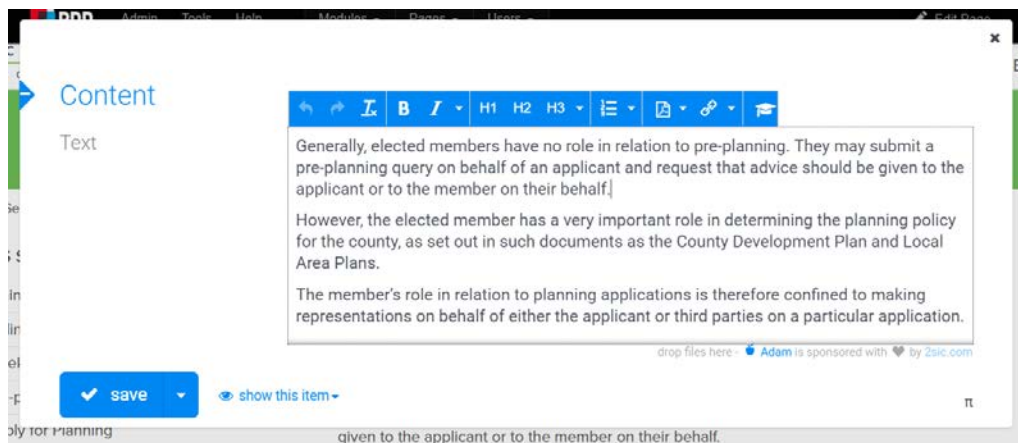 Admin Tools Help Modules Pages Users Edit Page
Content
Text
H1 H2 H3
Generally, elected members have no role in relation to pre-planning. They may submit a
pre-planning query on behalf of an applicant and request that advice should be given to the
applicant or to the member on their behalf.
However, the elected member has a very important role in determining the planning policy
for the county, as set out in such documents as the County Development Plan and Local
Area Plans.
The member's role in relation to planning applications is therefore confined to making
representations on behalf of either the applicant or third parties on a particular application.
drop files here - Adam is sponsored with ♥ by 2sic.com
save
show this item
π
ply for Planning
given to the applicant or to the member on their behalf.